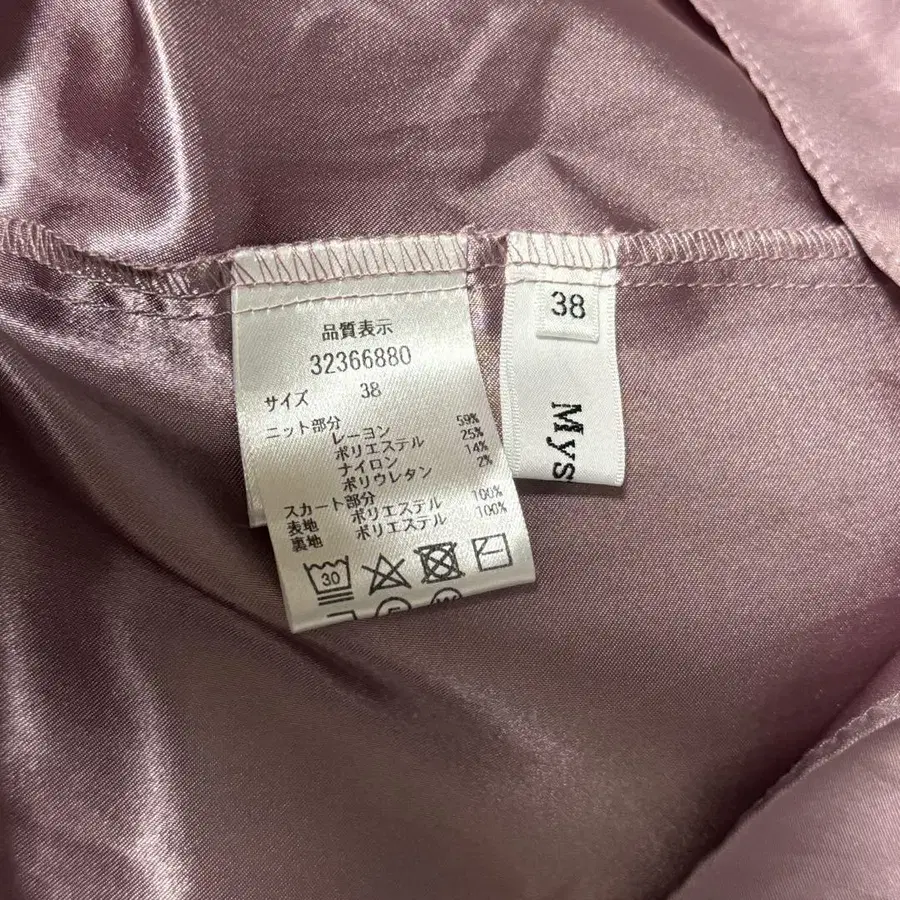 品質表示
32366880
サイズ 38
ニット部分
レーヨン 59%
ポリエステル 25%
ナイロン 14%
ポリウレタン 2%
スカート部分
表地 ポリエステル 100%
裏地 ポリエステル 100%
30
38
Mys